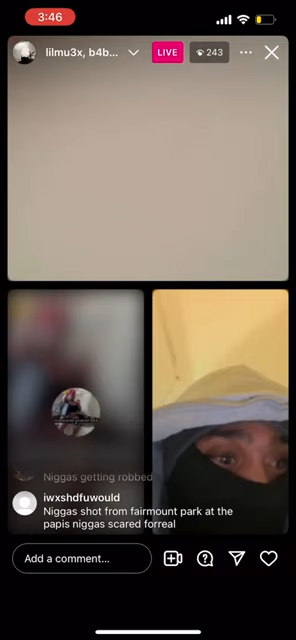 3:46
lilmu3x, b4b...
LIVE
243
Niggas getting robbed
iwxshdfuwould
Niggas shot from fairmount park at the
papis niggas scared forreal
Add a comment...